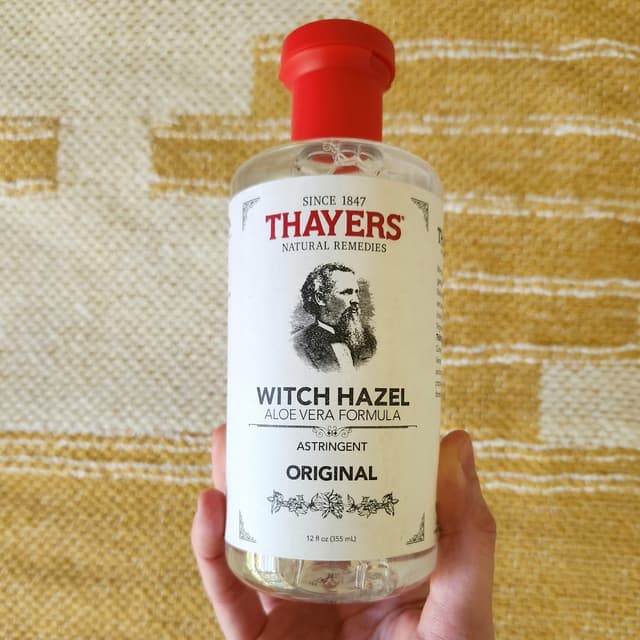 SINCE 1847
THAYERS®
NATURAL REMEDIES
WITCH HAZEL
ALOE VERA FORMULA
ASTRINGENT
ORIGINAL
12 fl oz (355 mL)